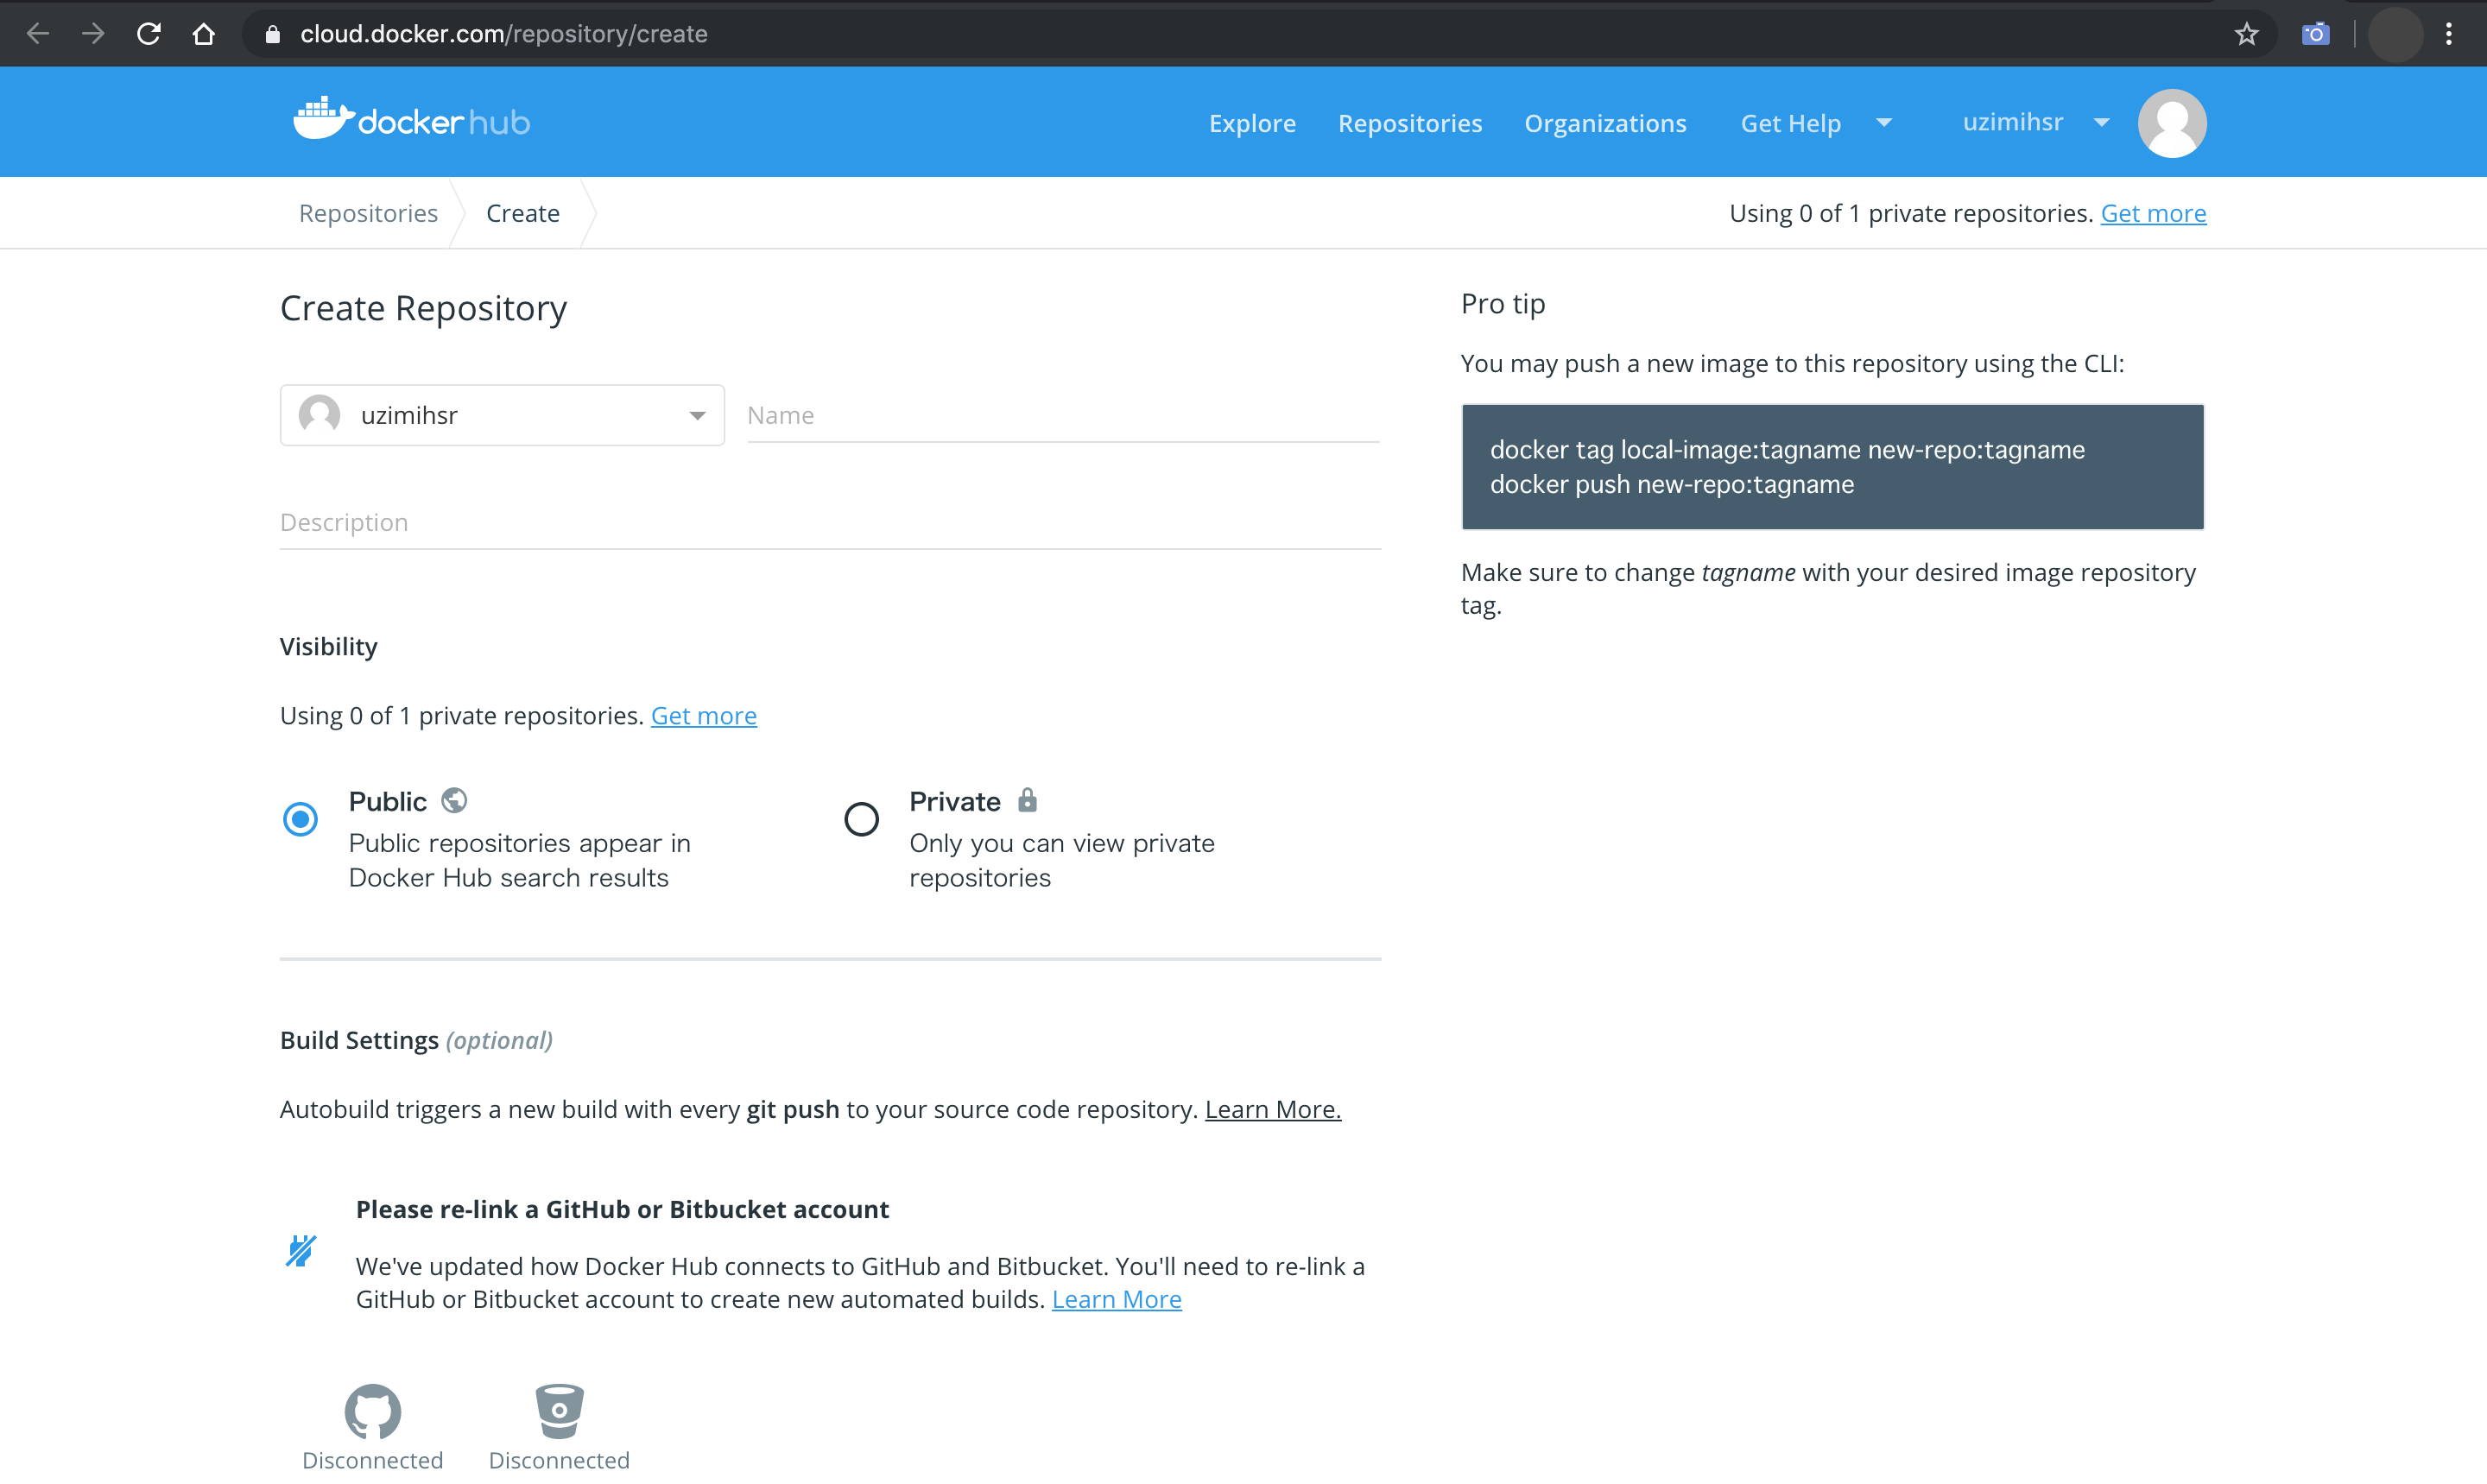 cloud.docker.com/repository/create
docker hub
Explore
Repositories
Organizations
Get Help
uzimihsr
Repositories
Create
Using 0 of 1 private repositories. Get more
Create Repository
uzimihsr
Name
Description
Visibility
Using 0 of 1 private repositories. Get more
Public
Public repositories appear in
Docker Hub search results
Private
Only you can view private
repositories
Build Settings (optional)
Autobuild triggers a new build with every git push to your source code repository. Learn More.
Please re-link a GitHub or Bitbucket account
We've updated how Docker Hub connects to GitHub and Bitbucket. You'll need to re-link a
GitHub or Bitbucket account to create new automated builds. Learn More
Disconnected
Disconnected
Pro tip
You may push a new image to this repository using the CLI:
docker tag local-image:tagname new-repo:tagname
docker push new-repo:tagname
Make sure to change tagname with your desired image repository
tag.